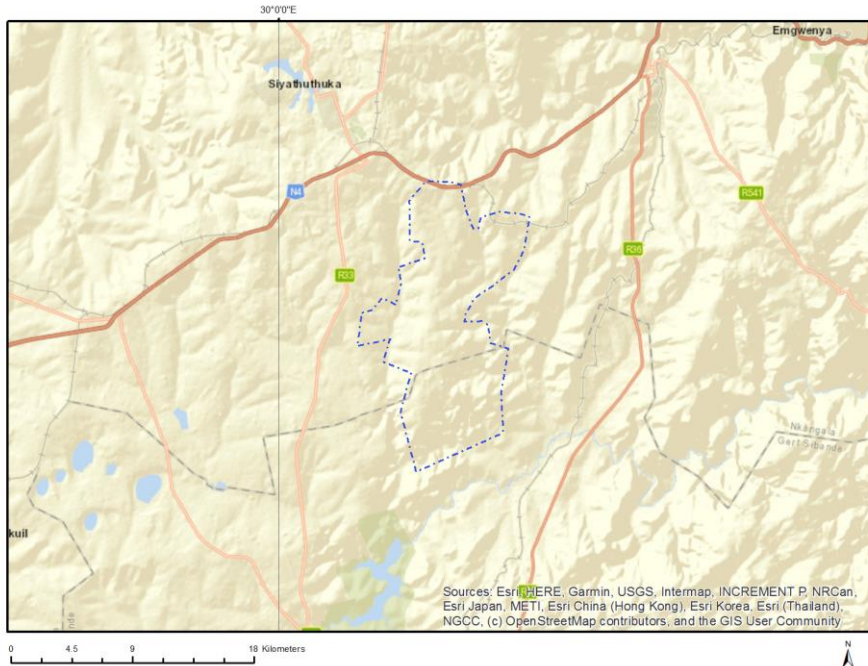 30°0'0"E
Emgwenya
Siyathuthuka
N4
R541
R36
R33
Nkangala
Gert Sibande
kuil
Sources: Esri, HERE, Garmin, USGS, Intermap, INCREMENT P, NRCan,
Esri Japan, METI, Esri China (Hong Kong), Esri Korea, Esri (Thailand),
NGCC, (c) OpenStreetMap contributors, and the GIS User Community
0 4.5 9 18 Kilometers
N